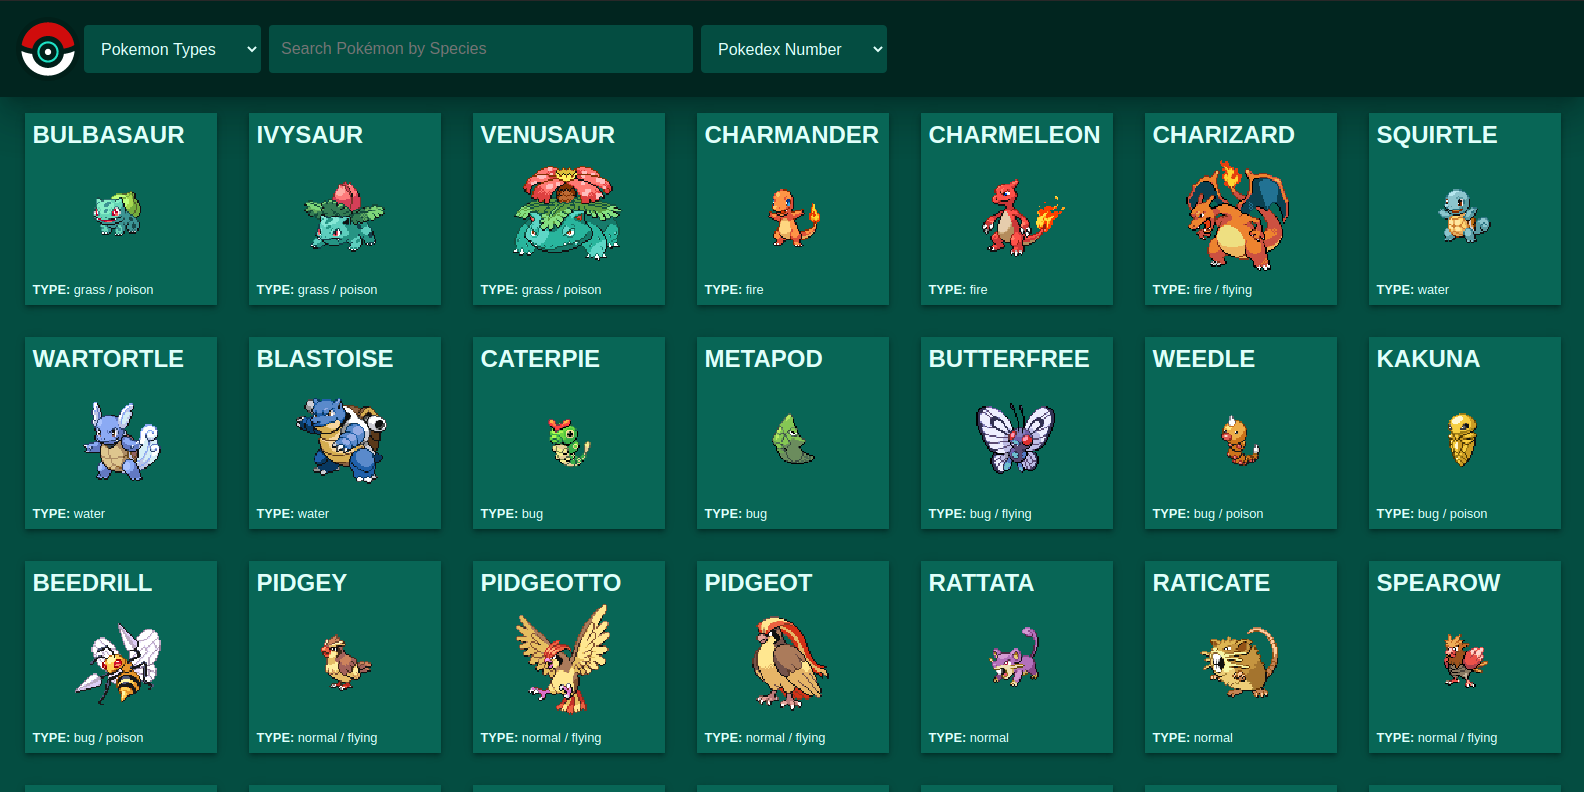 Pokemon Types
Search Pokémon by Species
Pokedex Number
BULBASAUR
TYPE: grass / poison
IVYSAUR
TYPE: grass / poison
VENUSAUR
TYPE: grass / poison
CHARMANDER
TYPE: fire
CHARMELEON
TYPE: fire
CHARIZARD
TYPE: fire / flying
SQUIRTLE
TYPE: water
WARTORTLE
TYPE: water
BLASTOISE
TYPE: water
CATERPIE
TYPE: bug
METAPOD
TYPE: bug
BUTTERFREE
TYPE: bug / flying
WEEDLE
TYPE: bug / poison
KAKUNA
TYPE: bug / poison
BEEDRILL
TYPE: bug / poison
PIDGEY
TYPE: normal / flying
PIDGEOTTO
TYPE: normal / flying
PIDGEOT
TYPE: normal / flying
RATTATA
TYPE: normal
RATICATE
TYPE: normal
SPEAROW
TYPE: normal / flying